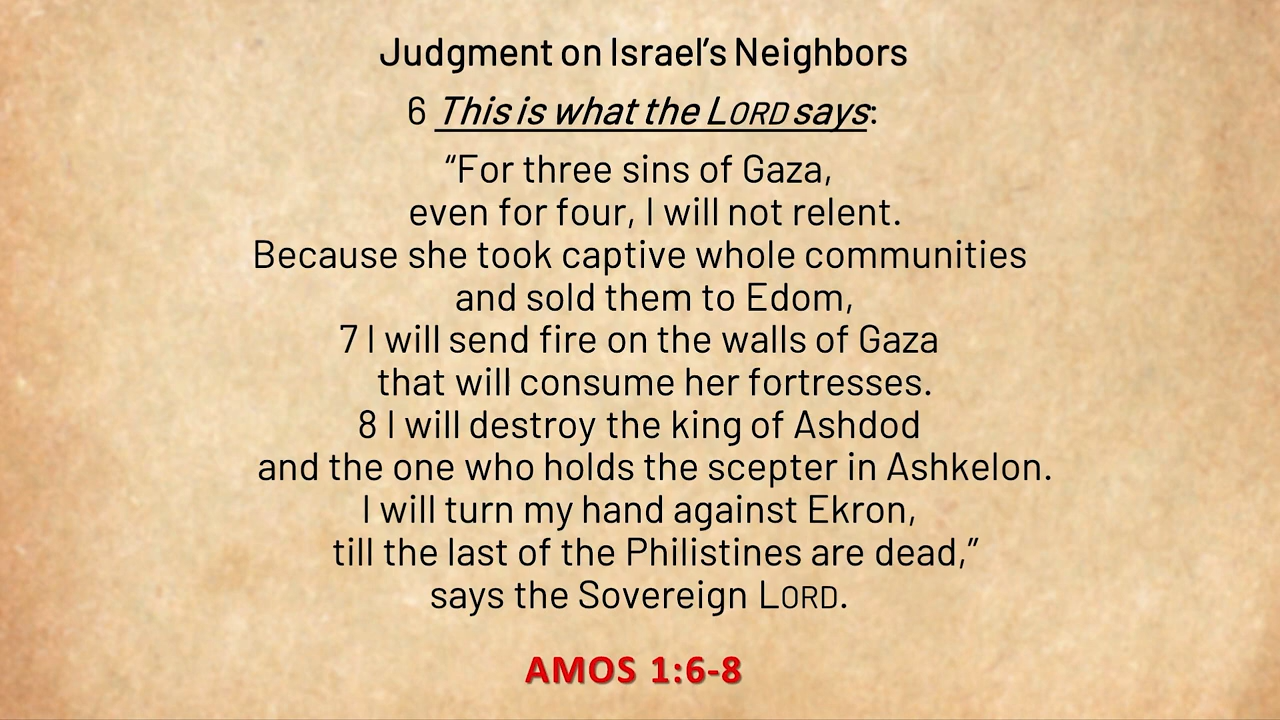 Judgment on Israel’s Neighbors
6 This is what the LORD says:
“For three sins of Gaza,
even for four, I will not relent.
Because she took captive whole communities
and sold them to Edom,
7 I will send fire on the walls of Gaza
that will consume her fortresses.
8 I will destroy the king of Ashdod
and the one who holds the scepter in Ashkelon.
I will turn my hand against Ekron,
till the last of the Philistines are dead,”
says the Sovereign LORD.
AMOS 1:6-8